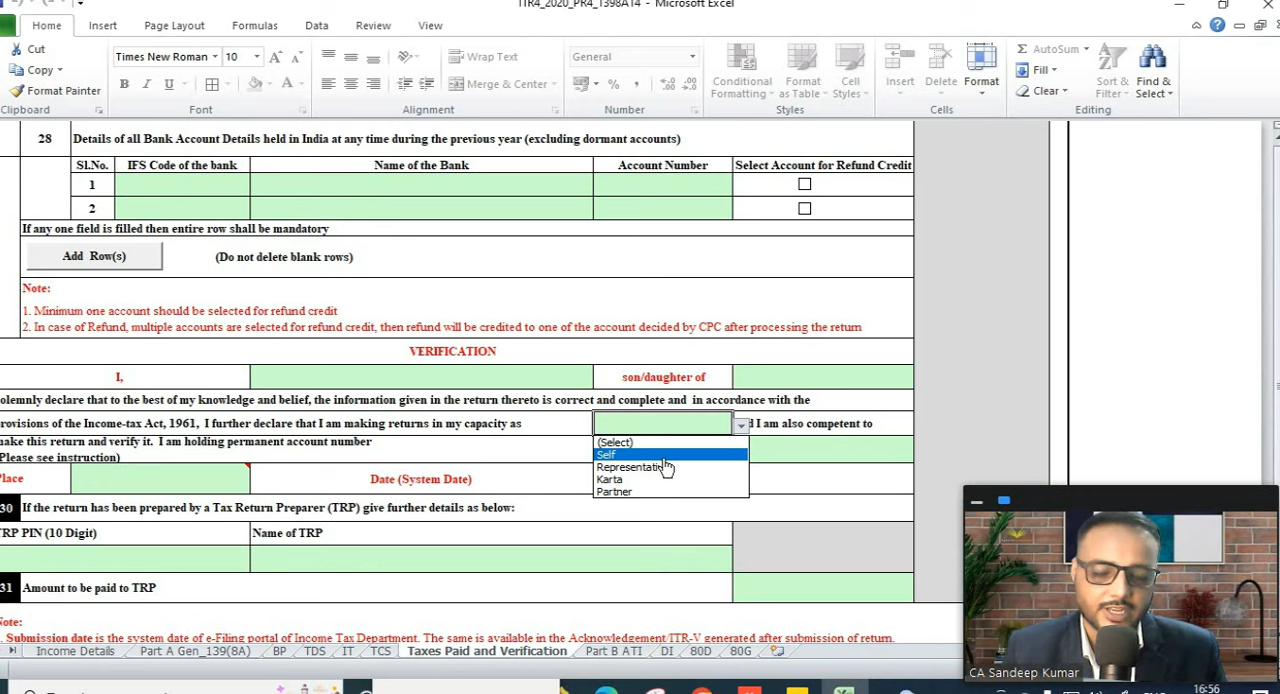 ITR4_2020_PR4_1398A14 - Microsoft Excel
Home Insert Page Layout Formulas Data Review View
Cut
Copy
Format Painter
Times New Roman 10
B I U
A A
Wrap Text
Merge & Center
General
% ,
Conditional Formatting
Format as Table
Cell Styles
Insert
Delete
Format
Σ AutoSum
Fill
Clear
Sort & Filter
Find & Select
Clipboard Font Alignment Number Styles Cells Editing
28 Details of all Bank Account Details held in India at any time during the previous year (excluding dormant accounts)
Sl.No. IFS Code of the bank Name of the Bank Account Number Select Account for Refund Credit
1
2
If any one field is filled then entire row shall be mandatory
Add Row(s) (Do not delete blank rows)
Note:
1. Minimum one account should be selected for refund credit
2. In case of Refund, multiple accounts are selected for refund credit, then refund will be credited to one of the account decided by CPC after processing the return
VERIFICATION
I, son/daughter of
olemnly declare that to the best of my knowledge and belief, the information given in the return thereto is correct and complete and in accordance with the
rovisions of the Income-tax Act, 1961, I further declare that I am making returns in my capacity as d I am also competent to
make this return and verify it. I am holding permanent account number
Please see instruction)
(Select)
Self
Representati
Karta
Partner
Place Date (System Date)
30 If the return has been prepared by a Tax Return Preparer (TRP) give further details as below:
TRP PIN (10 Digit) Name of TRP
31 Amount to be paid to TRP
Note:
. Submission date is the system date of e-Filing portal of Income Tax Department. The same is available in the Acknowledgement/ITR-V generated after submission of return.
Income Details Part A Gen_139(8A) BP TDS IT TCS Taxes Paid and Verification Part B ATI DI 80D 80G
CA Sandeep Kumar
16:56